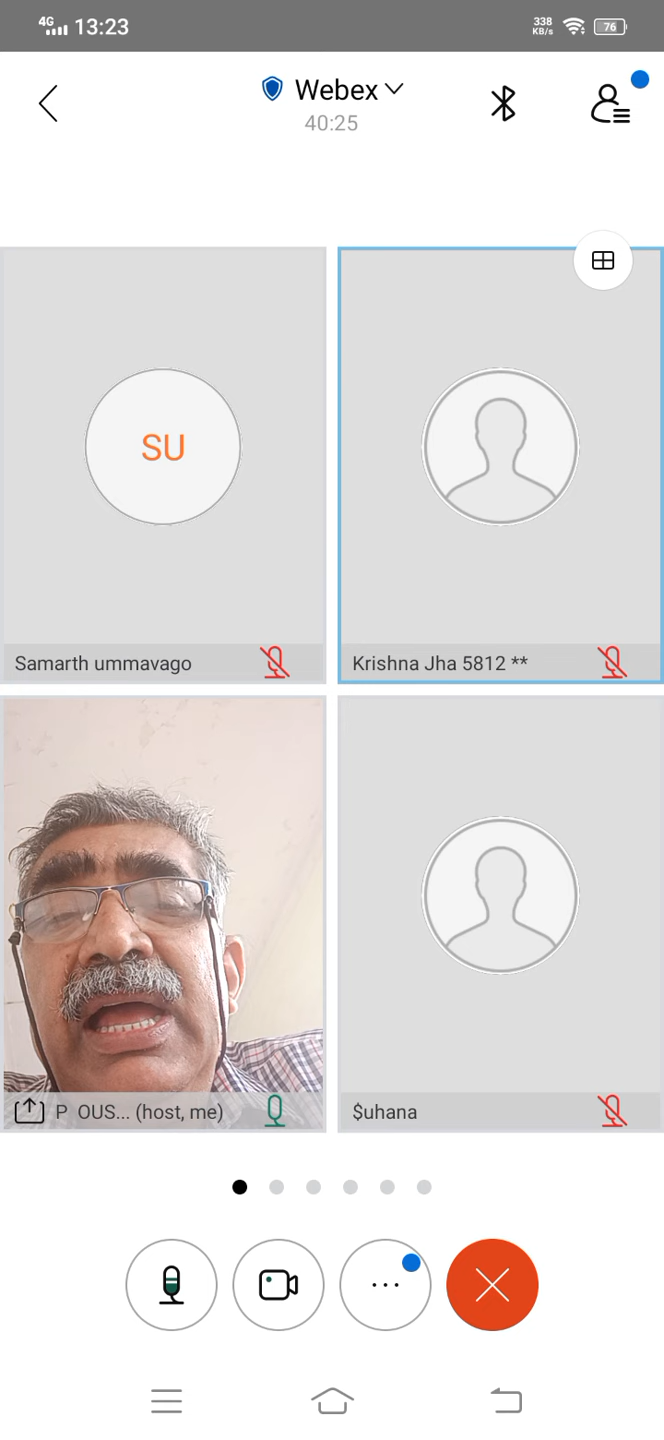 4G 13:23 338 KB/s 76
Webex
40:25
SU
Samarth ummavago
Krishna Jha 5812 **
P OUS... (host, me)
$uhana